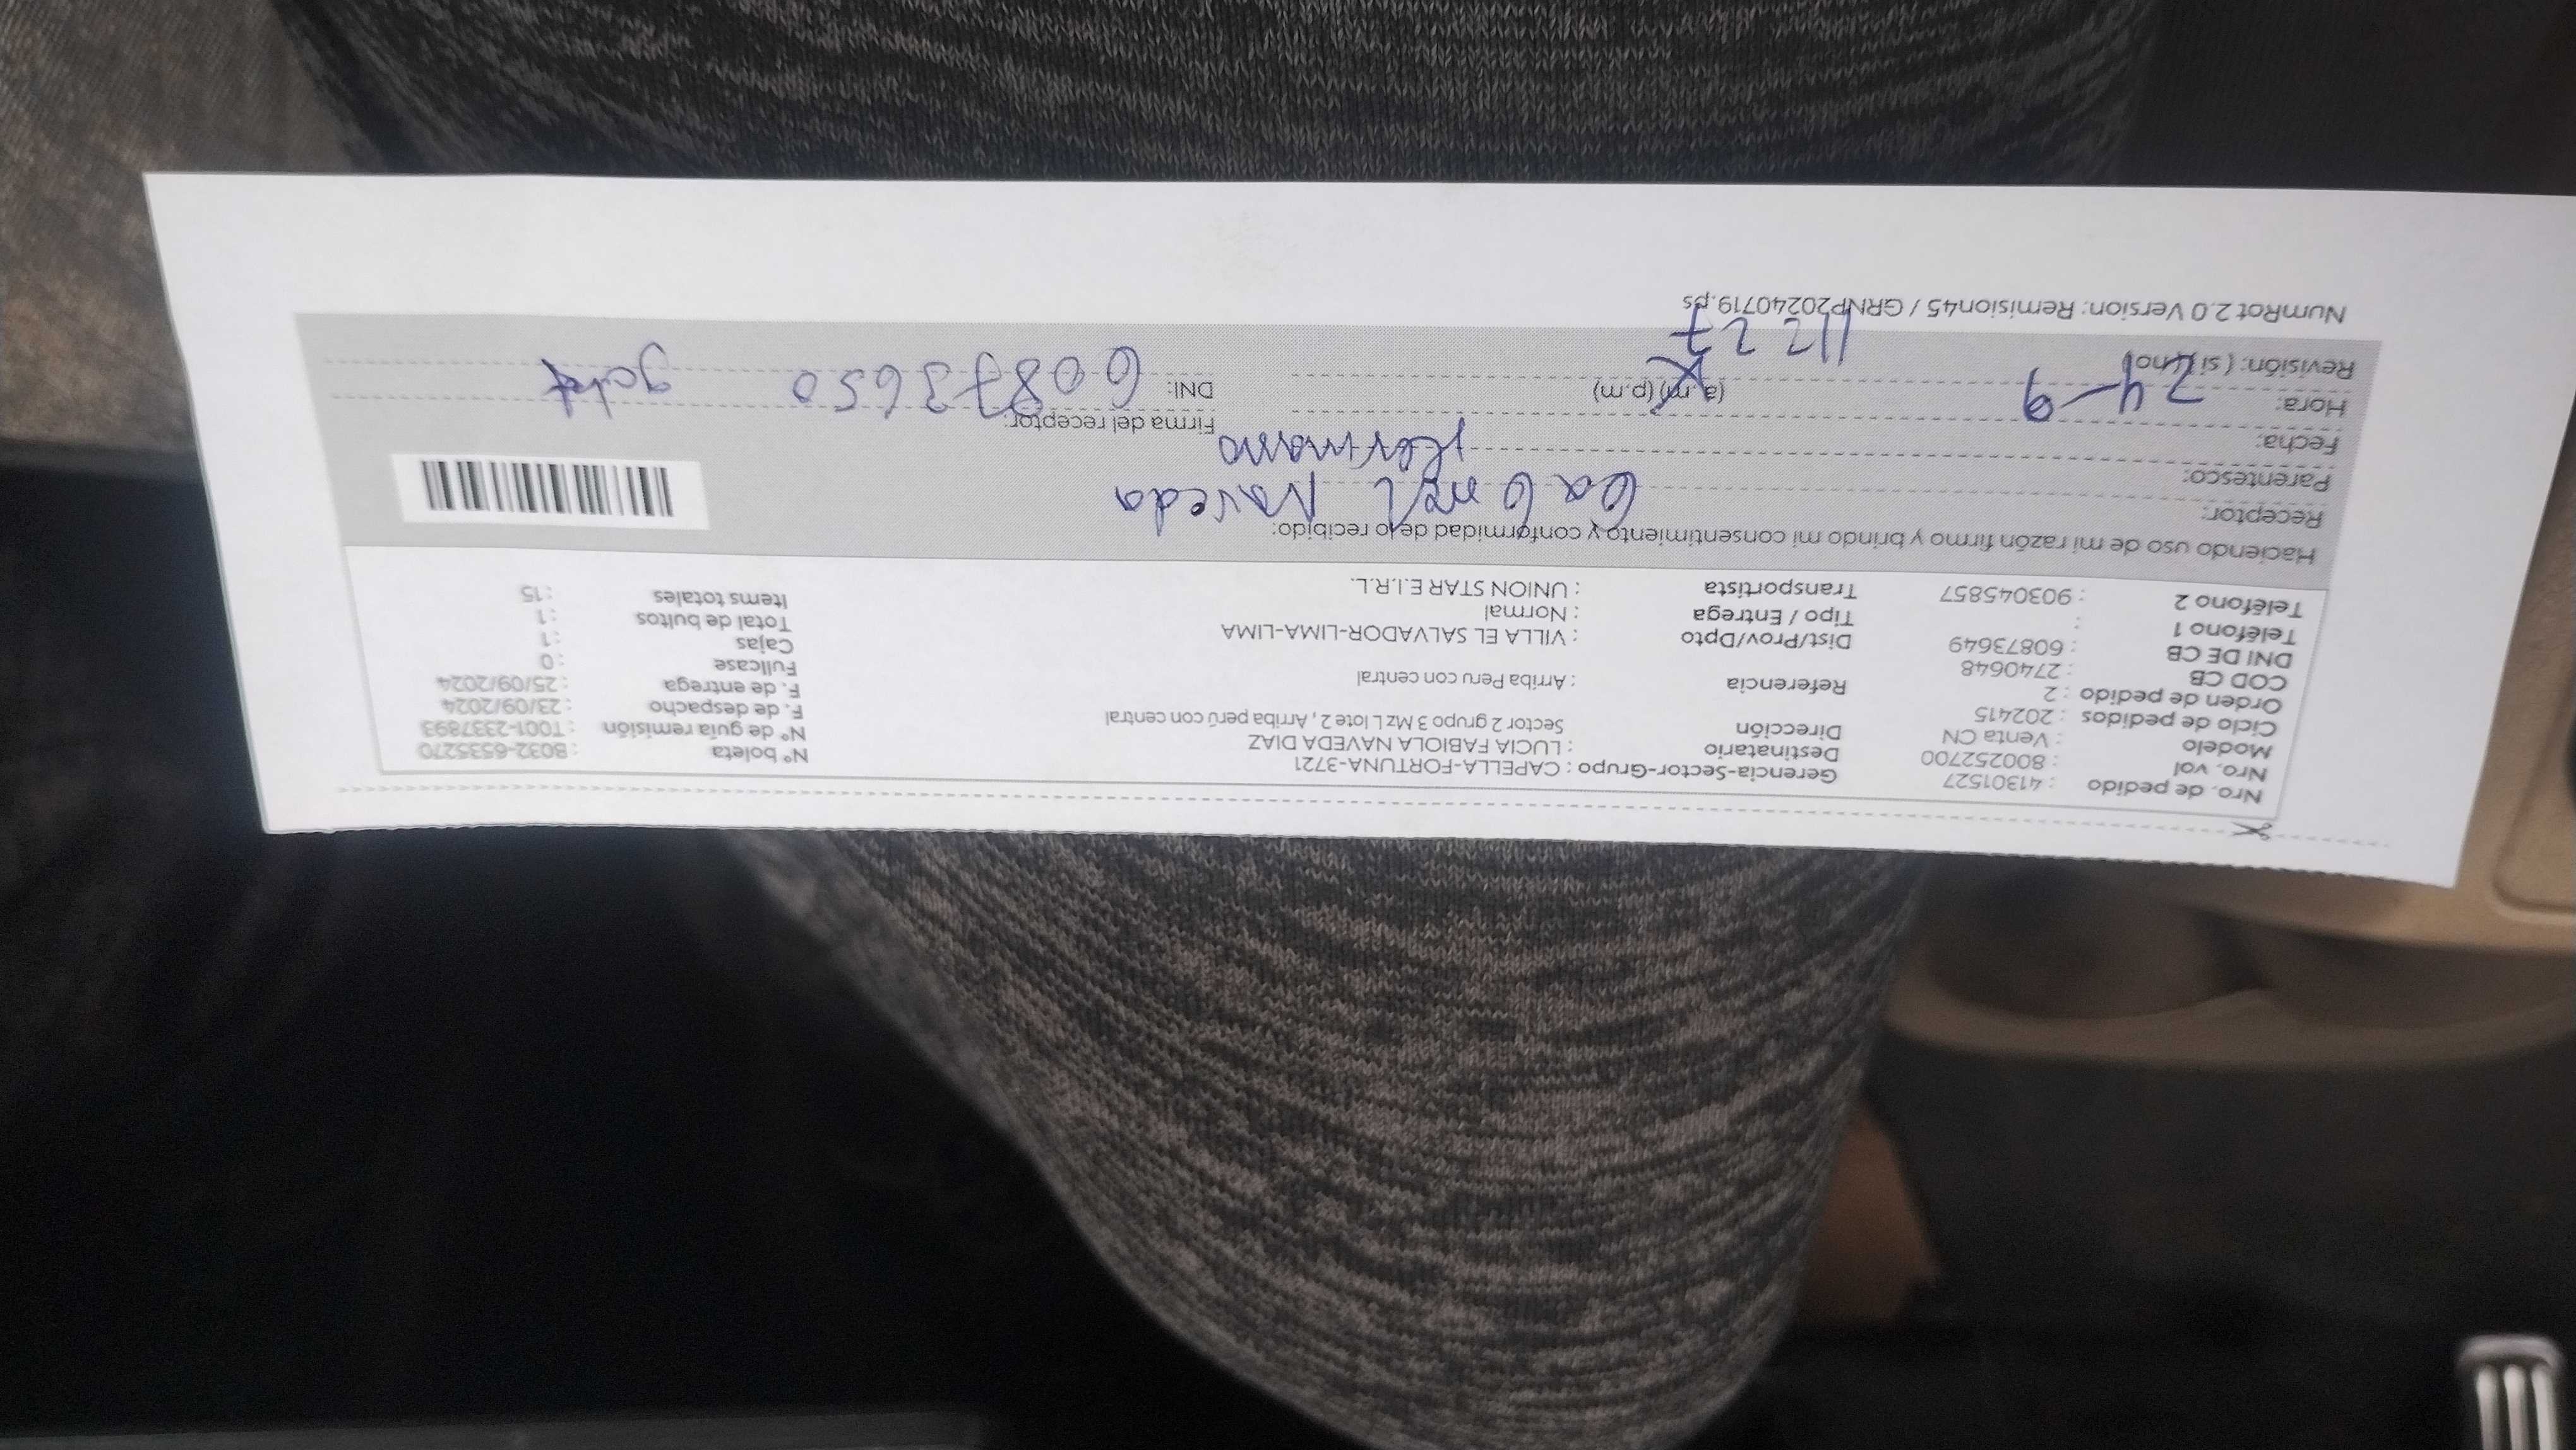 Nro. de pedido : 41301527 Gerencia-Sector-Grupo : CAPELLA-FORTUNA-3721 N° boleta : B032-6535270
Nro. vol : 800252700 Destinatario : LUCIA FABIOLA NAVEDA DIAZ N° de guía remisión : T001-2337893
Modelo : Venta CN Dirección Sector 2 grupo 3 Mz L lote 2 , Arriba perú con central F. de despacho : 23/09/2024
Ciclo de pedidos : 202415 F. de entrega : 25/09/2024
Orden de pedido : 2 Referencia : Arriba Peru con central Fullcase : 0
COD CB : 2740648 Cajas : 1
DNI DE CB : 60873649 Dist/Prov/Dpto : VILLA EL SALVADOR-LIMA-LIMA Total de bultos : 1
Teléfono 1 : Tipo / Entrega : Normal Items totales : 15
Teléfono 2 : 903045857 Transportista : UNION STAR E.I.R.L.
Haciendo uso de mi razón firmo y brindo mi consentimiento y conformidad de lo recibido:
Receptor: Gabriel Naveda
Parentesco: Hermano
Fecha: 24-9 Firma del receptor:
Hora: (a.m) (p.m) 11:27 DNI: 60873650
Revisión: ( si ) ( no )
NumRot 2.0 Version: Remision45 / GRNP20240719.ps